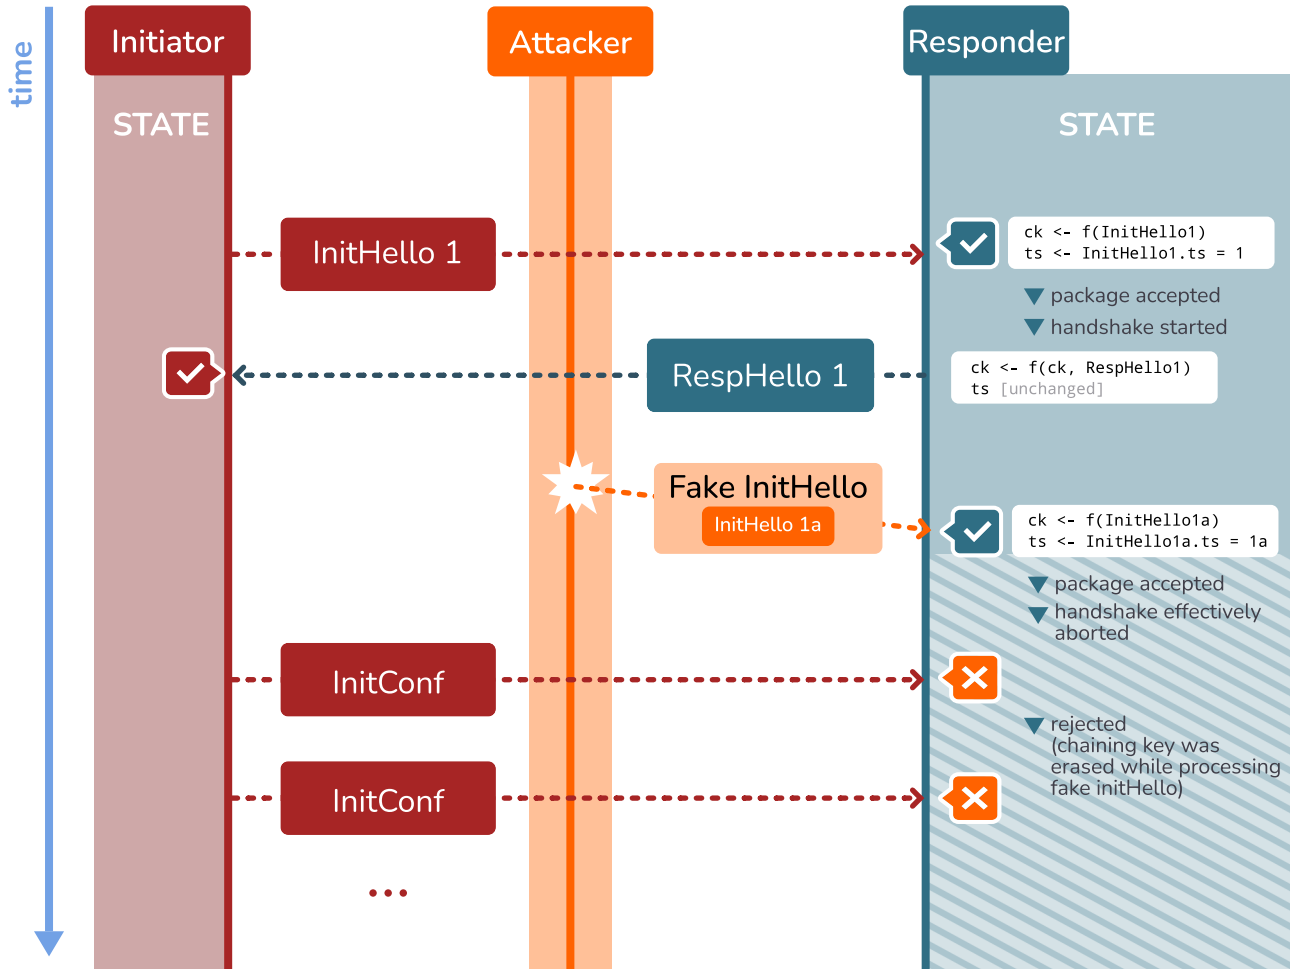 time
Initiator
Attacker
Responder
STATE
STATE
InitHello 1
ck <- f(InitHello1)
ts <- InitHello1.ts = 1
package accepted
handshake started
RespHello 1
ck <- f(ck, RespHello1)
ts [unchanged]
Fake InitHello
InitHello 1a
ck <- f(InitHello1a)
ts <- InitHello1a.ts = 1a
package accepted
handshake effectively
aborted
InitConf
rejected
(chaining key was
erased while processing
fake initHello)
InitConf
...